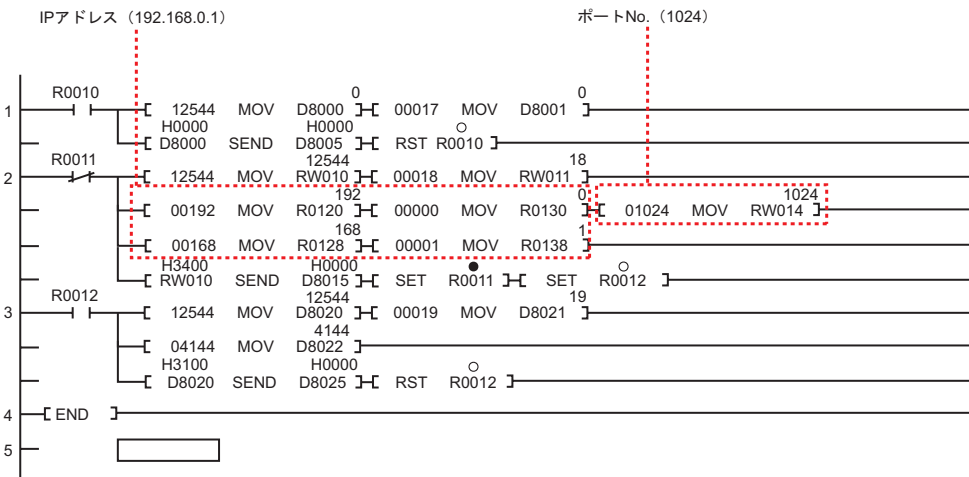 IPアドレス（192.168.0.1） ポートNo.（1024）
R0010 0 0
1 12544 MOV D8000 00017 MOV D8001
H0000 H0000
D8000 SEND D8005 RST R0010
R0011 12544 18
2 12544 MOV RW010 00018 MOV RW011
192 0 1024
00192 MOV R0120 00000 MOV R0130 01024 MOV RW014
168 1
00168 MOV R0128 00001 MOV R0138
H3400 H0000
RW010 SEND D8015 SET R0011 SET R0012
R0012 12544 19
3 12544 MOV D8020 00019 MOV D8021
4144
04144 MOV D8022
H3100 H0000
D8020 SEND D8025 RST R0012
4 END
5